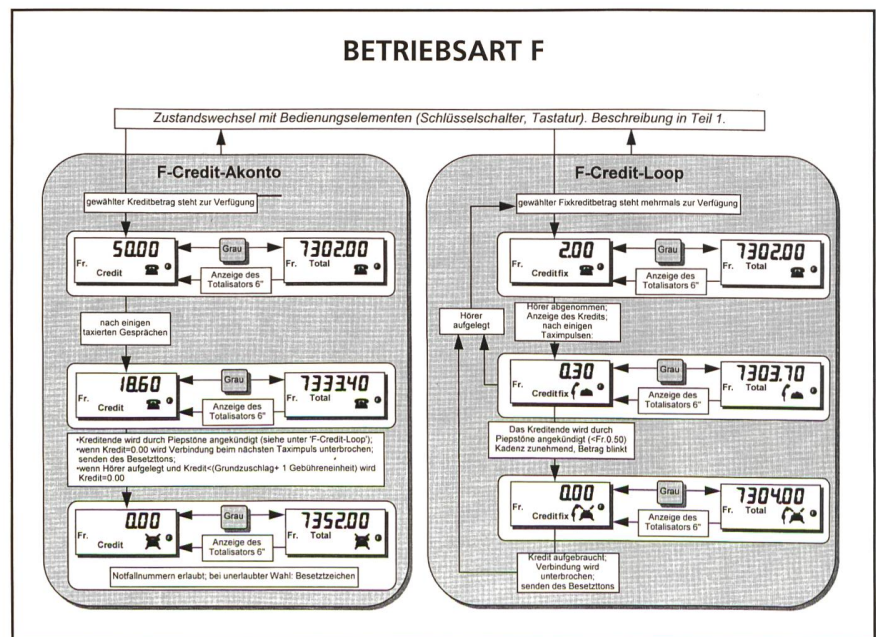 BETRIEBSART F
Zustandswechsel mit Bedienungselementen (Schlüsselschalter, Tastatur). Beschreibung in Teil 1.
F-Credit-Akonto
gewählter Kreditbetrag steht zur Verfügung
50.00
Fr.
Credit
Grau
Anzeige des
Totalisators 6"
7302.00
Fr. Total
nach einigen
taxierten Gesprächen
18.60
Fr.
Credit
Grau
Anzeige des
Totalisators 6"
7333.40
Fr. Total
•Kreditende wird durch Piepstöne angekündigt (siehe unter 'F-Credit-Loop');
•wenn Kredit=0.00 wird Verbindung beim nächsten Taximpuls unterbrochen;
senden des Besetzttons;
•wenn Hörer aufgelegt und Kredit<(Grundzuschlag+ 1 Gebühreneinheit) wird
Kredit=0.00
0.00
Fr.
Credit
Grau
Anzeige des
Totalisators 6"
7352.00
Fr. Total
Notfallnummern erlaubt; bei unerlaubter Wahl: Besetztzeichen
F-Credit-Loop
gewählter Fixkreditbetrag steht mehrmals zur Verfügung
2.00
Fr.
Creditfix
Grau
Anzeige des
Totalisators 6"
7302.00
Fr. Total
Hörer
aufgelegt
Hörer abgenommen;
Anzeige des Kredits;
nach einigen
Taximpulsen:
0.30
Fr.
Creditfix
Grau
Anzeige des
Totalisators 6"
7303.70
Fr. Total
Das Kreditende wird durch
Piepstöne angekündigt (<Fr.0.50)
Kadenz zunehmend, Betrag blinkt
0.00
Fr.
Creditfix
Grau
Anzeige des
Totalisators 6"
7304.00
Fr. Total
Kredit aufgebraucht;
Verbindung wird
unterbrochen;
senden des Besetzttons